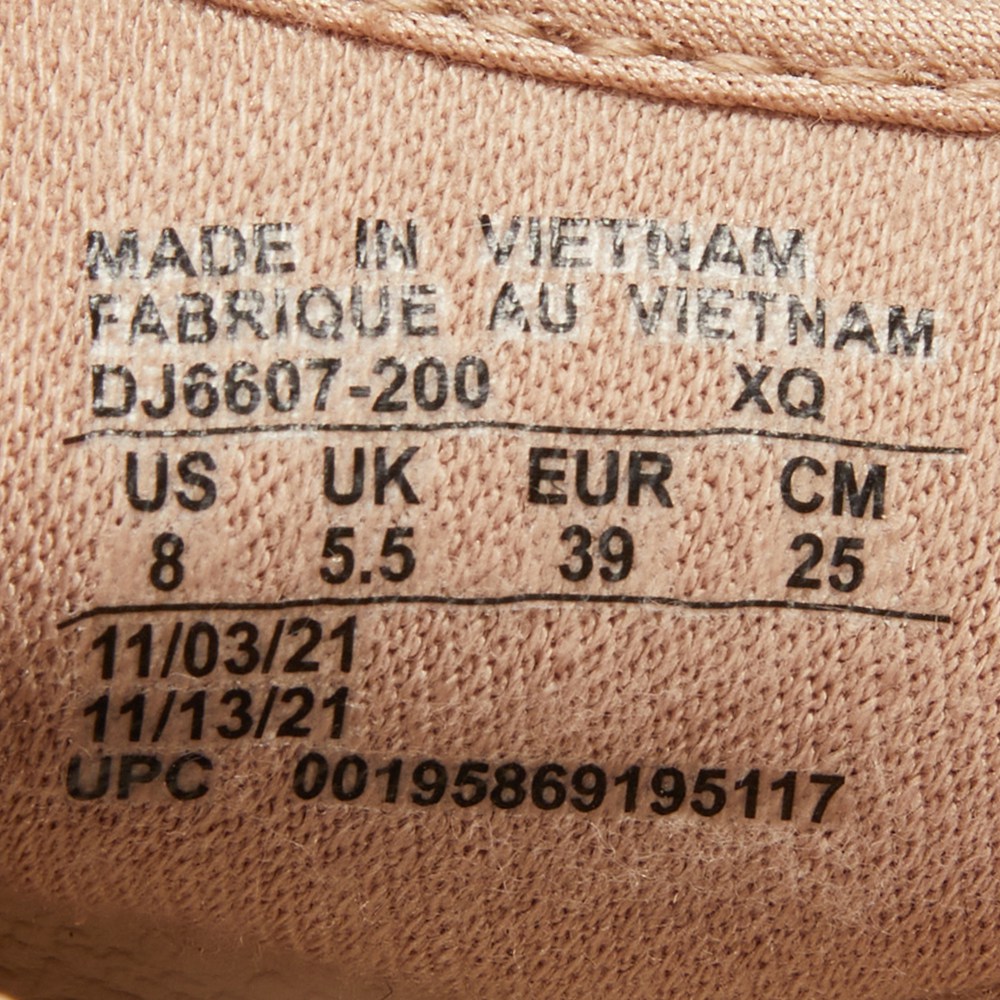 MADE IN VIETNAM
FABRIQUE AU VIETNAM
DJ6607-200 XQ
US UK EUR CM
8 5.5 39 25
11/03/21
11/13/21
UPC 00195869195117